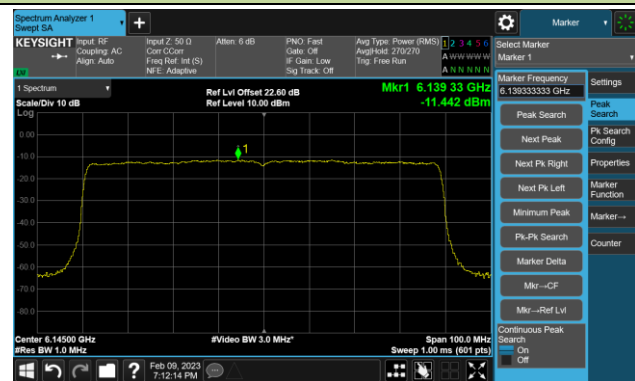 Spectrum Analyzer 1
Swept SA
Marker
KEYSIGHT
Input: RF
Coupling: AC
Align: Auto
Input Z: 50 Ω
Corr CCorr
Freq Ref: Int (S)
NFE: Adaptive
Atten: 6 dB
PNO: Fast
Gate: Off
IF Gain: Low
Sig Track: Off
Avg Type: Power (RMS)
Avg|Hold: 270/270
Trig: Free Run
1 2 3 4 5 6
A W W W W W
A N N N N N
Select Marker
Marker 1
1 Spectrum
Scale/Div 10 dB
Log
Ref Lvl Offset 22.60 dB
Ref Level 10.00 dBm
Mkr1 6.139 33 GHz
-11.442 dBm
0.00
-10.0
-20.0
-30.0
-40.0
-50.0
-60.0
-70.0
-80.0
1
Center 6.14500 GHz
#Res BW 1.0 MHz
#Video BW 3.0 MHz*
Span 100.0 MHz
Sweep 1.00 ms (601 pts)
Marker Frequency
6.139333333 GHz
Peak Search
Next Peak
Next Pk Right
Next Pk Left
Minimum Peak
Pk-Pk Search
Marker Delta
Mkr→CF
Mkr→Ref Lvl
Continuous Peak
Search
On
Off
Settings
Peak
Search
Pk Search
Config
Properties
Marker
Function
Marker→
Counter
?
Feb 09, 2023
7:12:14 PM